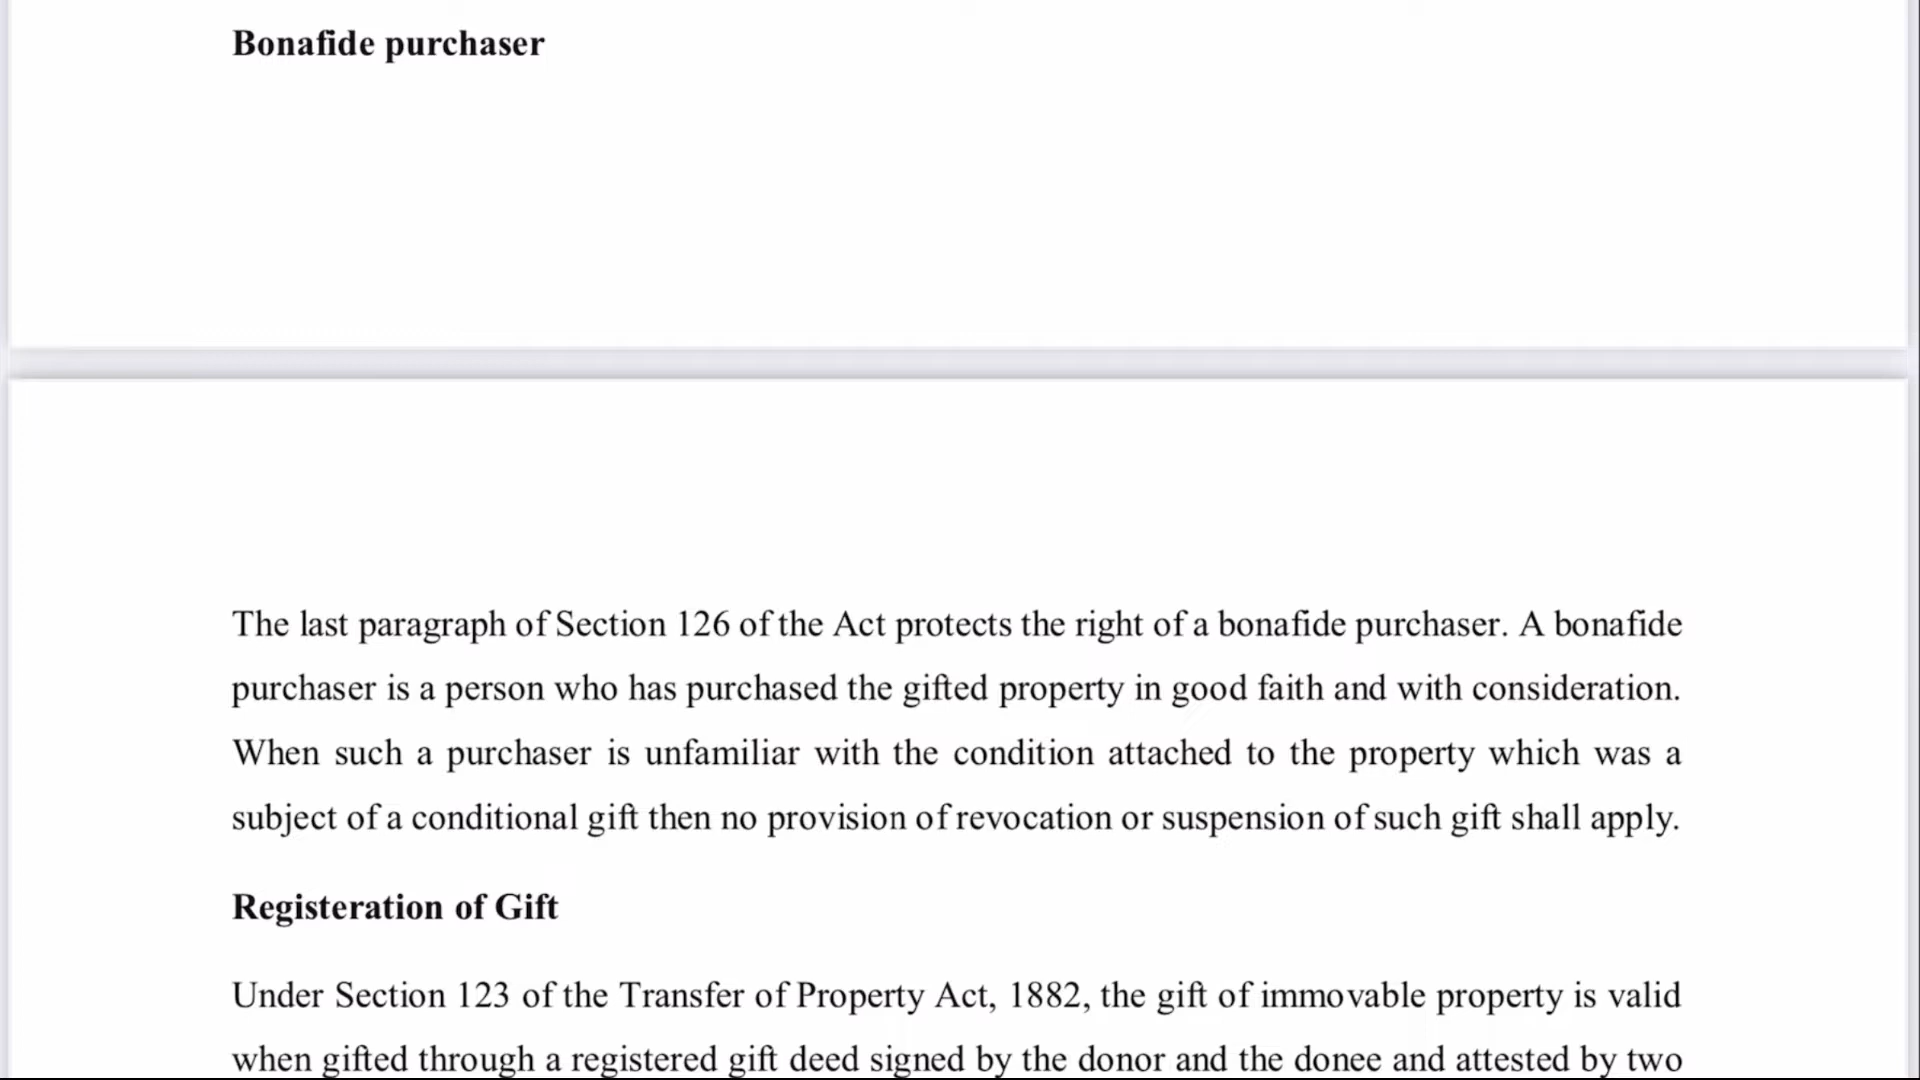 Bonafide purchaser
The last paragraph of Section 126 of the Act protects the right of a bonafide purchaser. A bonafide
purchaser is a person who has purchased the gifted property in good faith and with consideration.
When such a purchaser is unfamiliar with the condition attached to the property which was a
subject of a conditional gift then no provision of revocation or suspension of such gift shall apply.
Registeration of Gift
Under Section 123 of the Transfer of Property Act, 1882, the gift of immovable property is valid
when gifted through a registered gift deed signed by the donor and the donee and attested by two